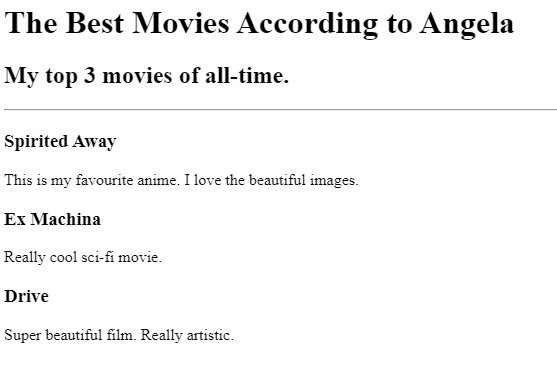 The Best Movies According to Angela
My top 3 movies of all-time.
Spirited Away
This is my favourite anime. I love the beautiful images.
Ex Machina
Really cool sci-fi movie.
Drive
Super beautiful film. Really artistic.